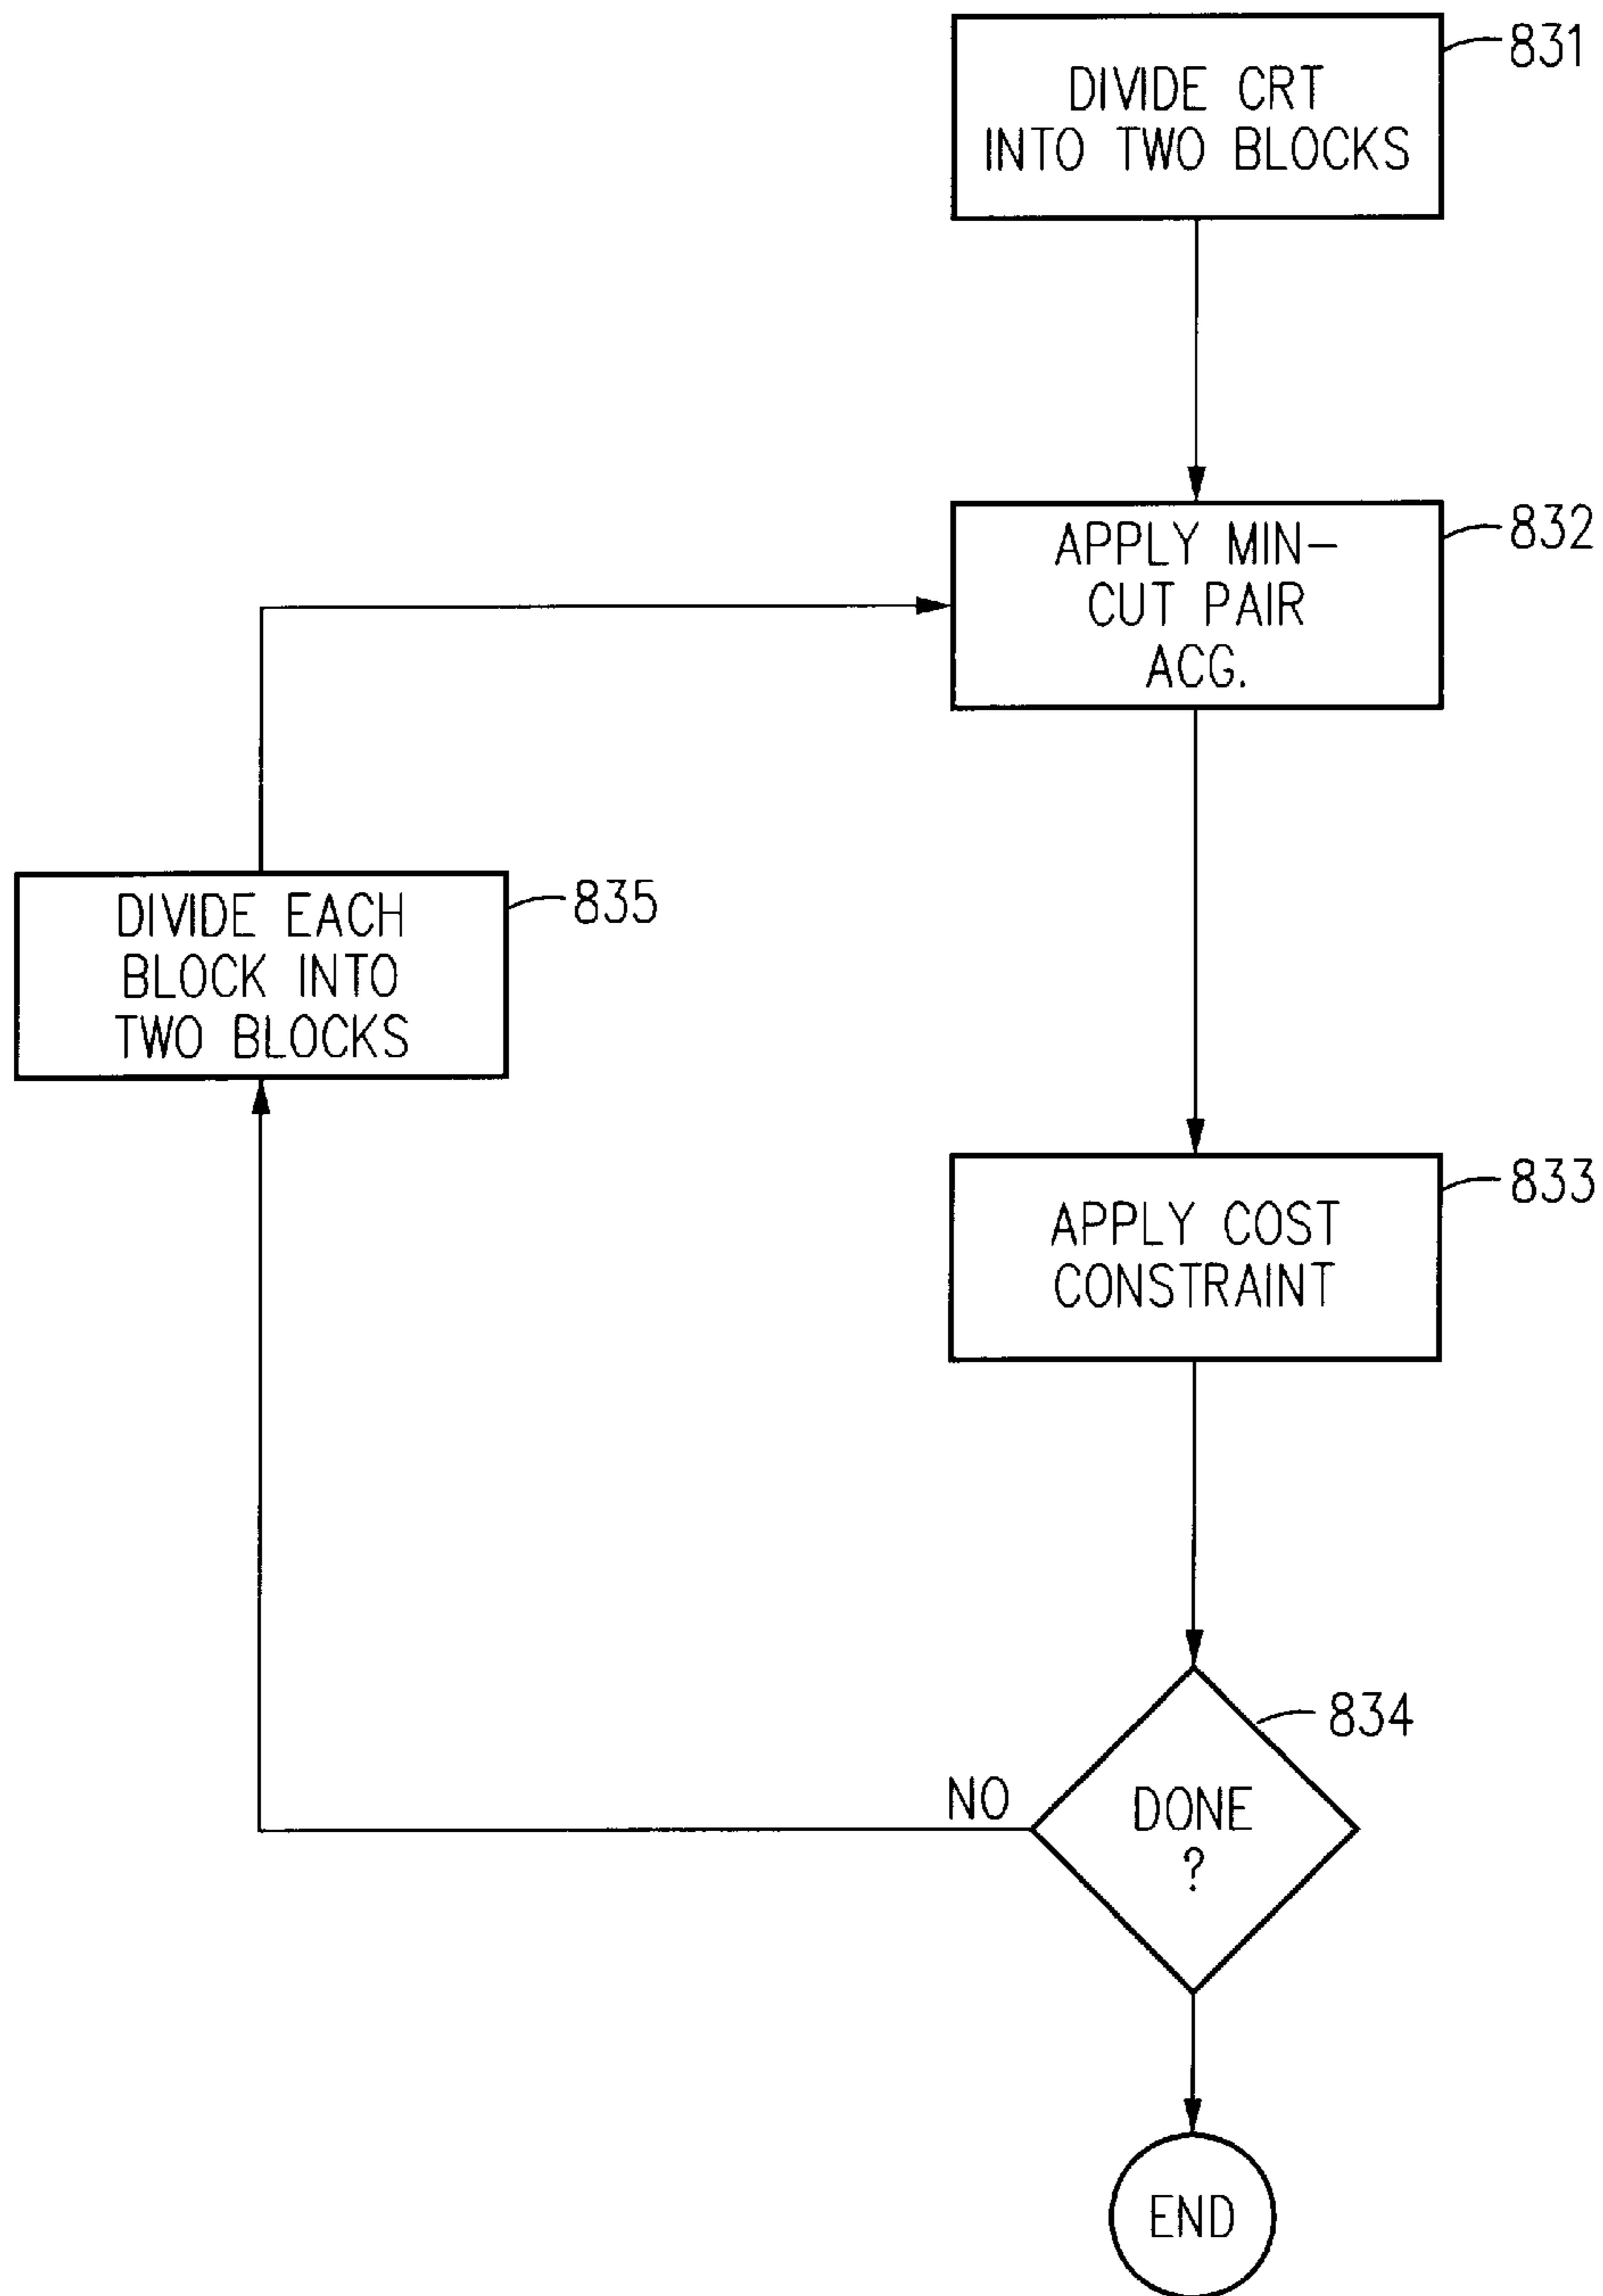 DIVIDE CRT
INTO TWO BLOCKS
831
APPLY MIN-
CUT PAIR
ACG.
832
DIVIDE EACH
BLOCK INTO
TWO BLOCKS
835
APPLY COST
CONSTRAINT
833
834
NO
DONE
?
END